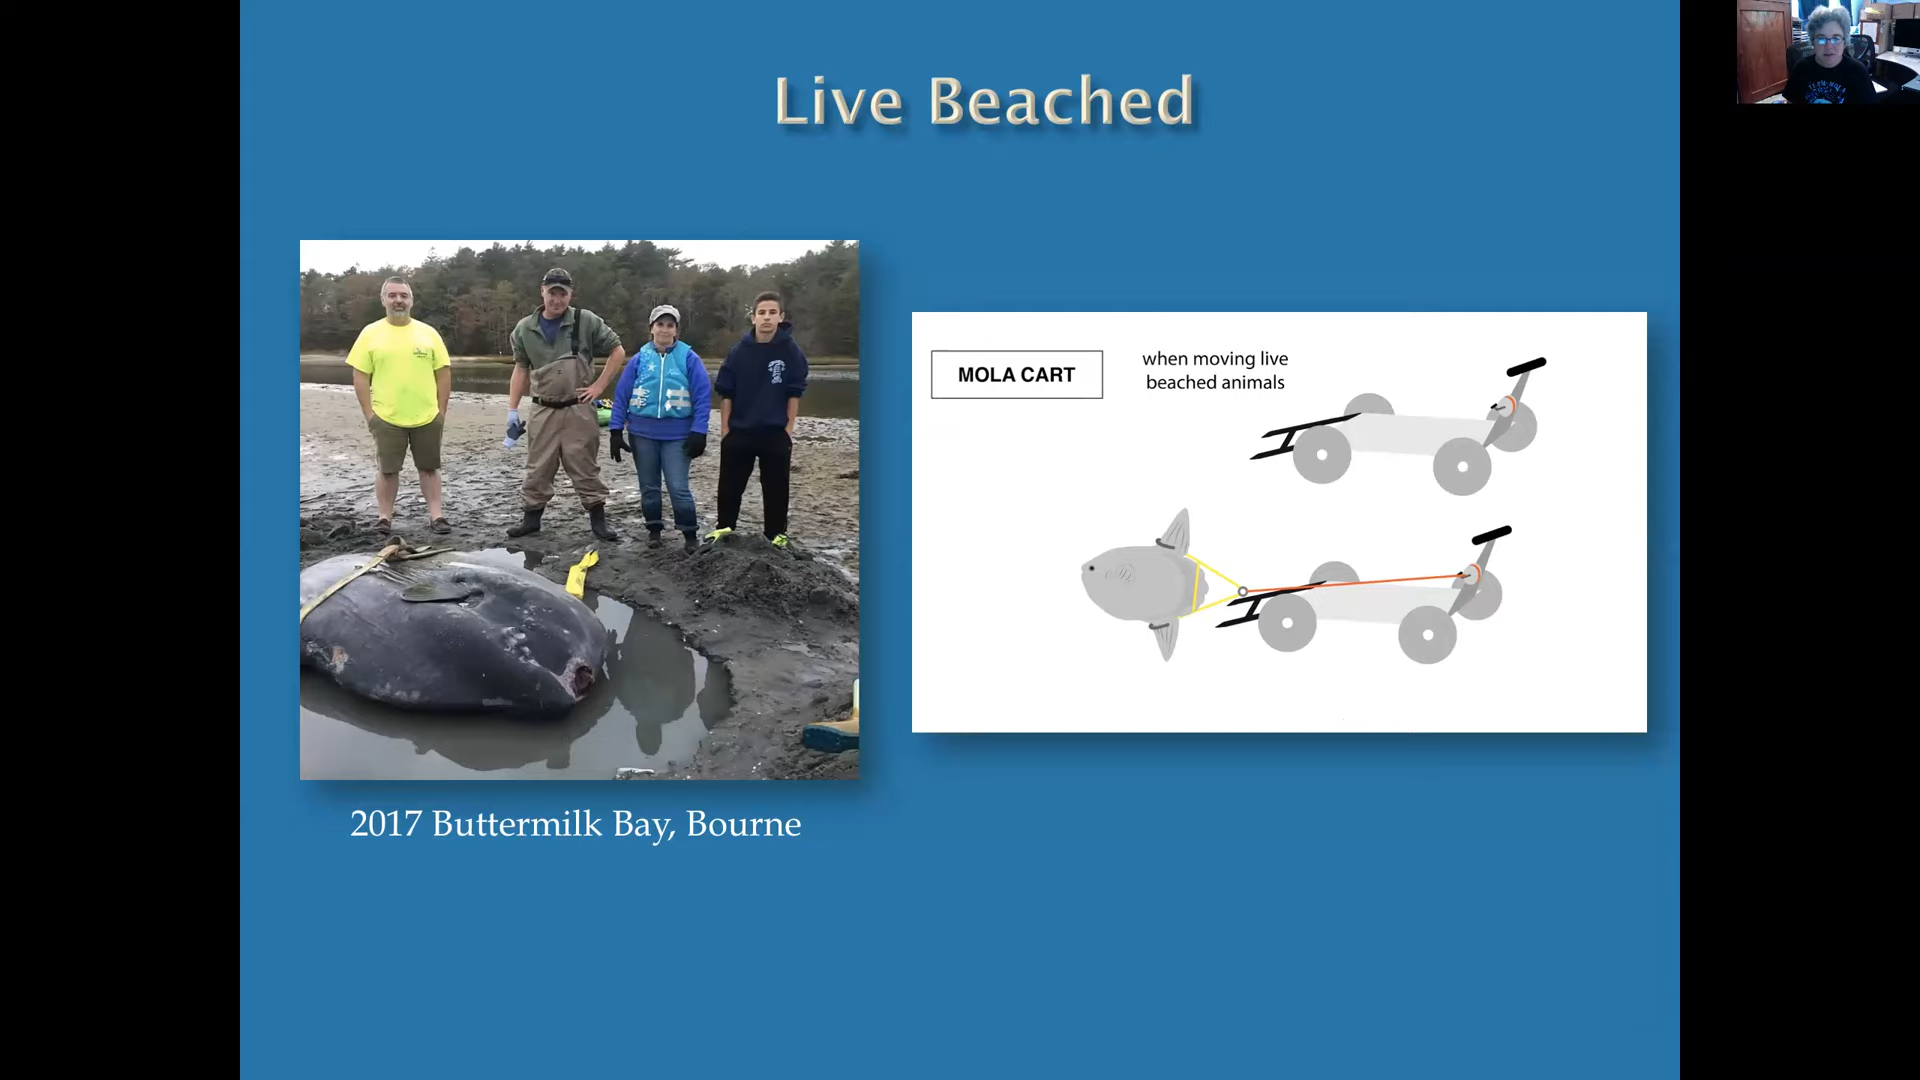 Live Beached
MOLA CART
when moving live
beached animals
2017 Buttermilk Bay, Bourne